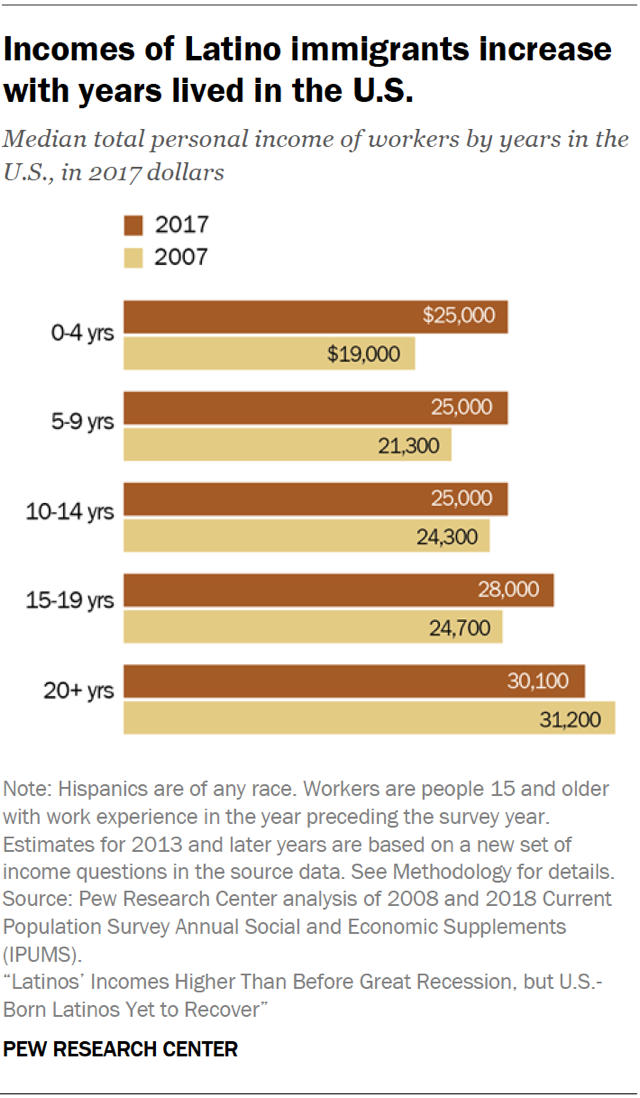 Incomes of Latino immigrants increase
with years lived in the U.S.
Median total personal income of workers by years in the
U.S., in 2017 dollars
2017
2007
0-4 yrs
$25,000
$19,000
5-9 yrs
25,000
21,300
10-14 yrs
25,000
24,300
15-19 yrs
28,000
24,700
20+ yrs
30,100
31,200
Note: Hispanics are of any race. Workers are people 15 and older
with work experience in the year preceding the survey year.
Estimates for 2013 and later years are based on a new set of
income questions in the source data. See Methodology for details.
Source: Pew Research Center analysis of 2008 and 2018 Current
Population Survey Annual Social and Economic Supplements
(IPUMS).
“Latinos’ Incomes Higher Than Before Great Recession, but U.S.-
Born Latinos Yet to Recover”
PEW RESEARCH CENTER